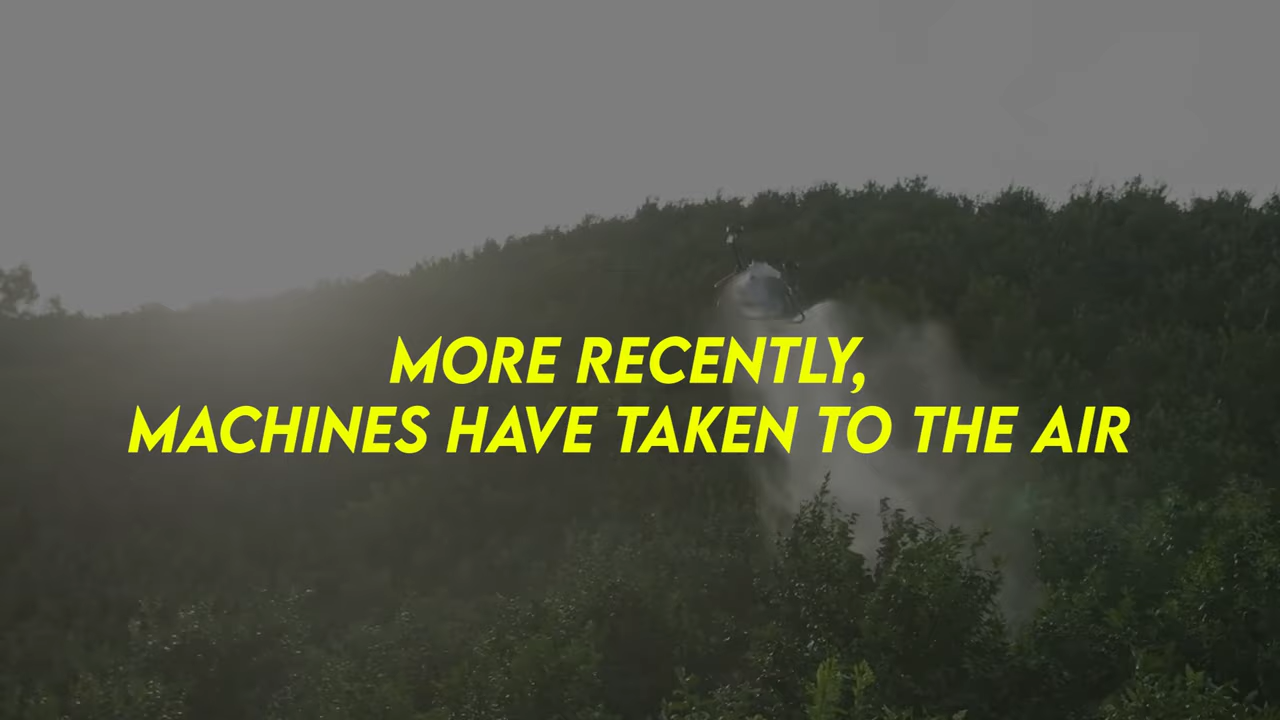 MORE RECENTLY,
MACHINES HAVE TAKEN TO THE AIR